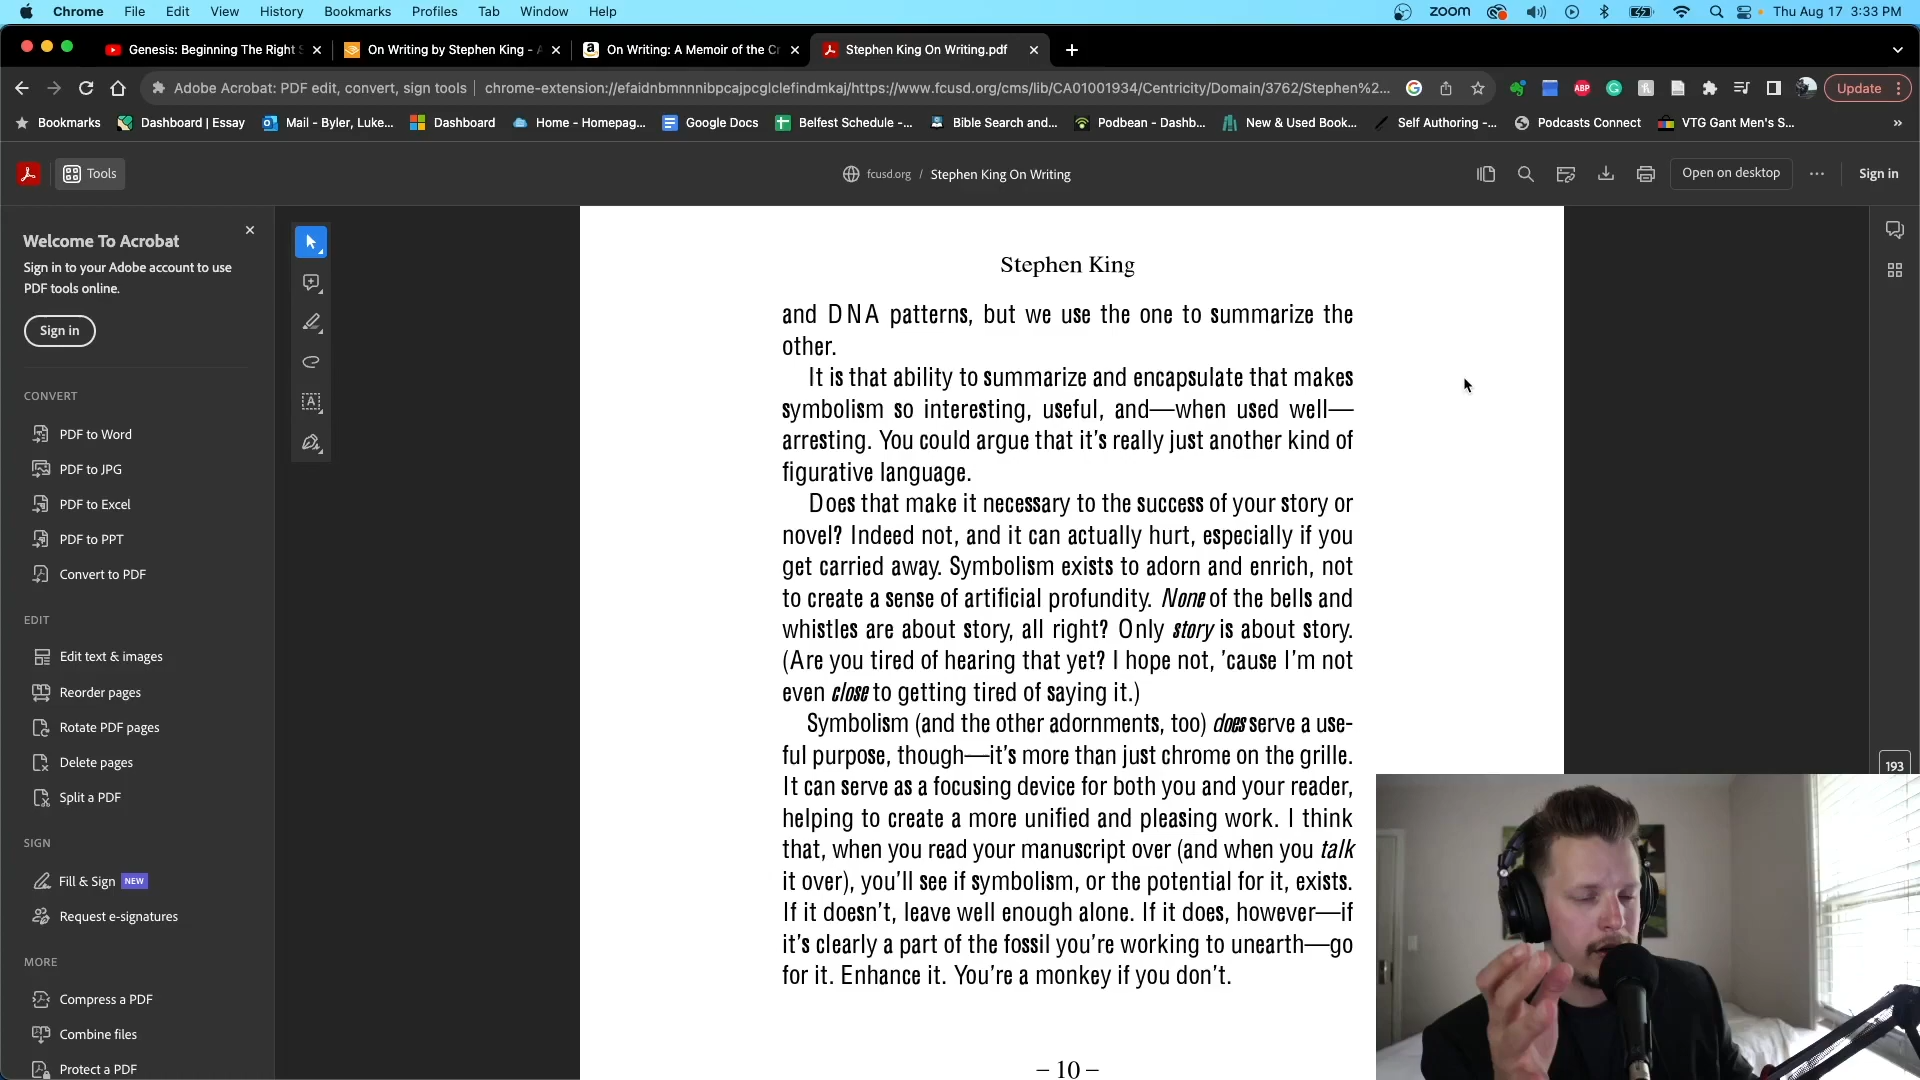 Chrome File Edit View History Bookmarks Profiles Tab Window Help zoom Thu Aug 17 3:33 PM
Genesis: Beginning The Right S On Writing by Stephen King - A On Writing: A Memoir of the Cr Stephen King On Writing.pdf
Adobe Acrobat: PDF edit, convert, sign tools chrome-extension://efaidnbmnnnibpcajpcglclefindmkaj/https://www.fcusd.org/cms/lib/CA01001934/Centricity/Domain/3762/Stephen%2... ABP Update
Bookmarks Dashboard | Essay Mail - Byler, Luke... Dashboard Home - Homepag... Google Docs Belfest Schedule -... Bible Search and... Podbean - Dashb... New & Used Book... Self Authoring -... Podcasts Connect VTG Gant Men's S... »
Tools fcusd.org / Stephen King On Writing Open on desktop ... Sign in
Welcome To Acrobat
Sign in to your Adobe account to use
PDF tools online.
Sign in
CONVERT
PDF to Word
PDF to JPG
PDF to Excel
PDF to PPT
Convert to PDF
EDIT
Edit text & images
Reorder pages
Rotate PDF pages
Delete pages
Split a PDF
SIGN
Fill & Sign NEW
Request e-signatures
MORE
Compress a PDF
Combine files
Protect a PDF
Stephen King
and DNA patterns, but we use the one to summarize the
other.
It is that ability to summarize and encapsulate that makes
symbolism so interesting, useful, and—when used well—
arresting. You could argue that it's really just another kind of
figurative language.
Does that make it necessary to the success of your story or
novel? Indeed not, and it can actually hurt, especially if you
get carried away. Symbolism exists to adorn and enrich, not
to create a sense of artificial profundity. None of the bells and
whistles are about story, all right? Only story is about story.
(Are you tired of hearing that yet? I hope not, 'cause I'm not
even close to getting tired of saying it.)
Symbolism (and the other adornments, too) does serve a use-
ful purpose, though—it's more than just chrome on the grille.
It can serve as a focusing device for both you and your reader,
helping to create a more unified and pleasing work. I think
that, when you read your manuscript over (and when you talk
it over), you'll see if symbolism, or the potential for it, exists.
If it doesn't, leave well enough alone. If it does, however—if
it's clearly a part of the fossil you're working to unearth—go
for it. Enhance it. You're a monkey if you don't.
– 10 –
193